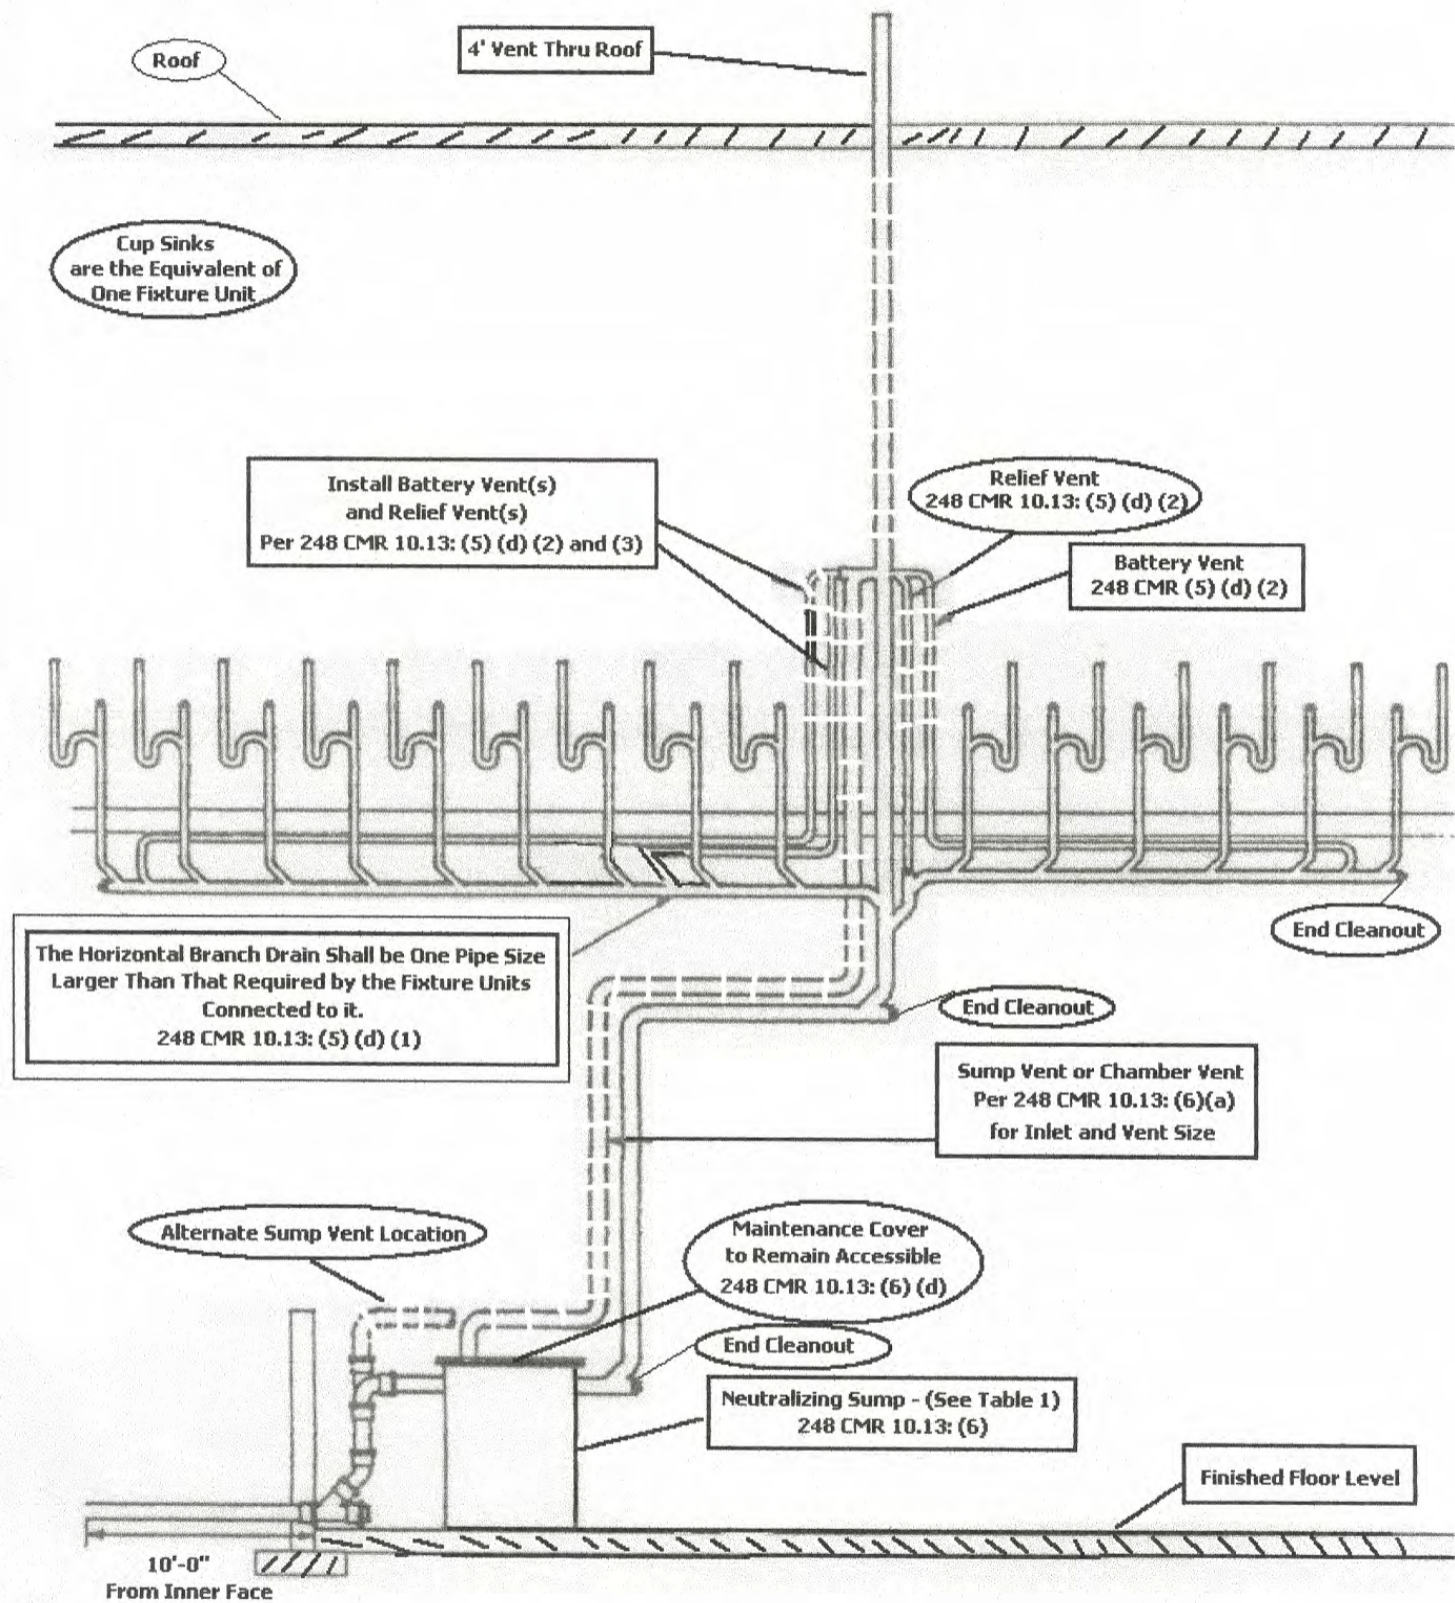 4' Vent Thru Roof
Roof
Cup Sinks
are the Equivalent of
One Fixture Unit
Install Battery Vent(s)
and Relief Vent(s)
Per 248 CMR 10.13: (5) (d) (2) and (3)
Relief Vent
248 CMR 10.13: (5) (d) (2)
Battery Vent
248 CMR (5) (d) (2)
End Cleanout
The Horizontal Branch Drain Shall be One Pipe Size
Larger Than That Required by the Fixture Units
Connected to it.
248 CMR 10.13: (5) (d) (1)
End Cleanout
Sump Vent or Chamber Vent
Per 248 CMR 10.13: (6)(a)
for Inlet and Vent Size
Alternate Sump Vent Location
Maintenance Cover
to Remain Accessible
248 CMR 10.13: (6) (d)
End Cleanout
Neutralizing Sump - (See Table 1)
248 CMR 10.13: (6)
Finished Floor Level
10'-0"
From Inner Face